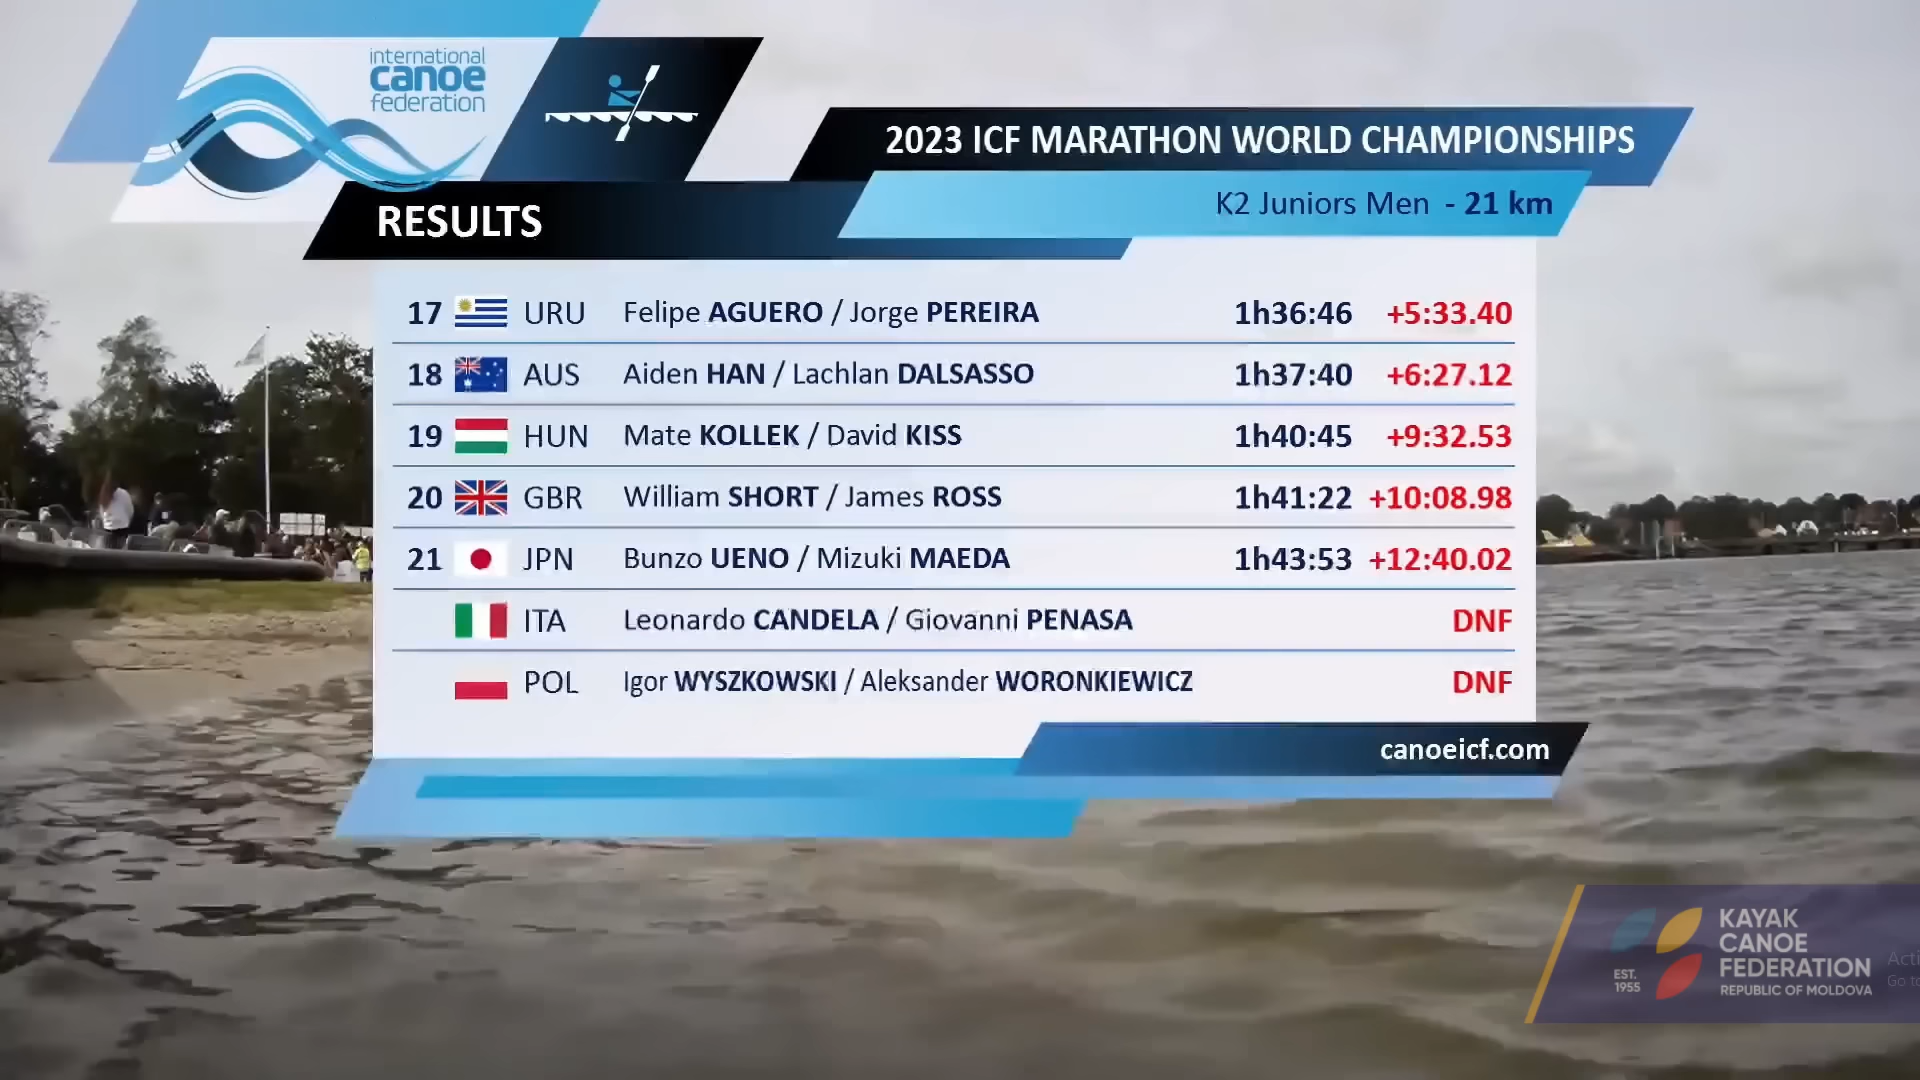 international
canoe
federation
2023 ICF MARATHON WORLD CHAMPIONSHIPS
K2 Juniors Men - 21 km
RESULTS
17 URU Felipe AGUERO / Jorge PEREIRA 1h36:46 +5:33.40
18 AUS Aiden HAN / Lachlan DALSASSO 1h37:40 +6:27.12
19 HUN Mate KOLLEK / David KISS 1h40:45 +9:32.53
20 GBR William SHORT / James ROSS 1h41:22 +10:08.98
21 JPN Bunzo UENO / Mizuki MAEDA 1h43:53 +12:40.02
ITA Leonardo CANDELA / Giovanni PENASA DNF
POL Igor WYSZKOWSKI / Aleksander WORONKIEWICZ DNF
canoeicf.com
EST.
1955
KAYAK
CANOE
FEDERATION
REPUBLIC OF MOLDOVA
Acti
Go to